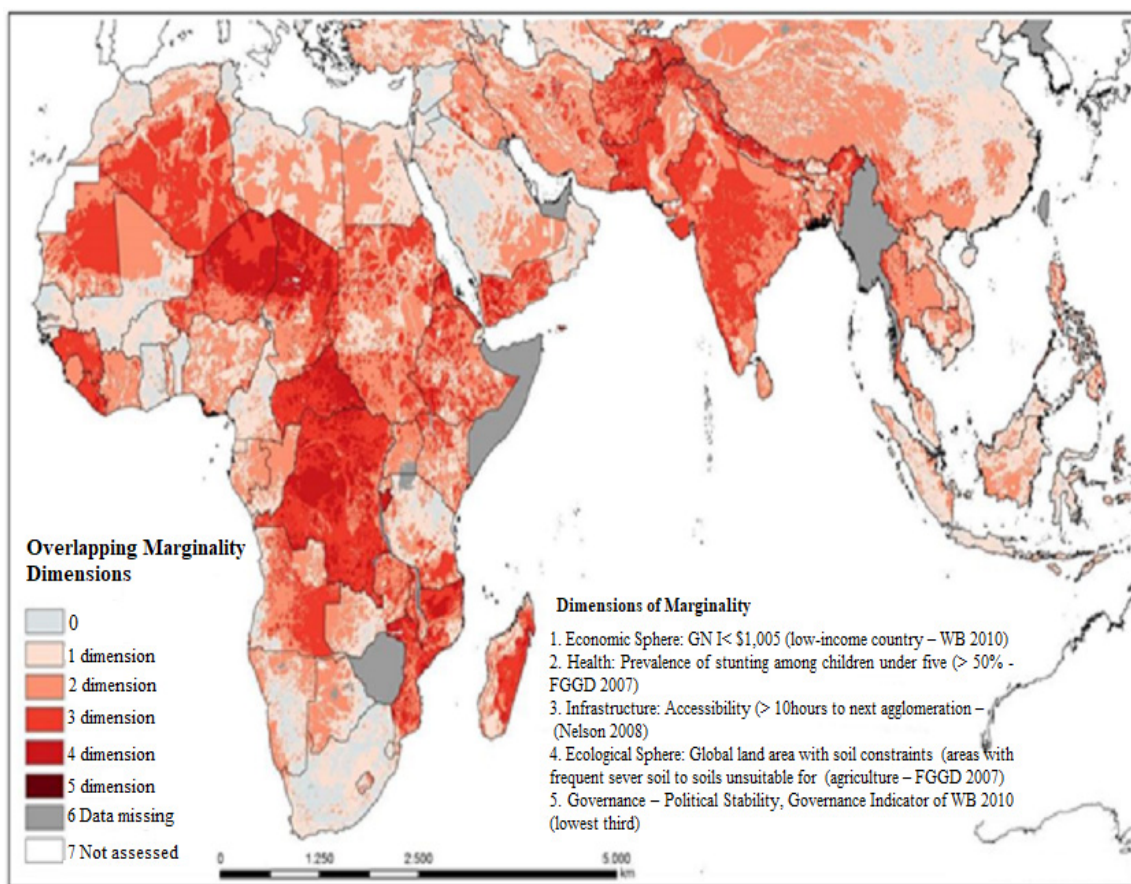 Overlapping Marginality
Dimensions
0
1 dimension
2 dimension
3 dimension
4 dimension
5 dimension
6 Data missing
7 Not assessed
Dimensions of Marginality
1. Economic Sphere: GN I< $1,005 (low-income country – WB 2010)
2. Health: Prevalence of stunting among children under five (> 50% -
FGGD 2007)
3. Infrastructure: Accessibility (> 10hours to next agglomeration –
(Nelson 2008)
4. Ecological Sphere: Global land area with soil constraints (areas with
frequent sever soil to soils unsuitable for (agriculture – FGGD 2007)
5. Governance – Political Stability, Governance Indicator of WB 2010
(lowest third)
0 1.250 2.500 5.000
km